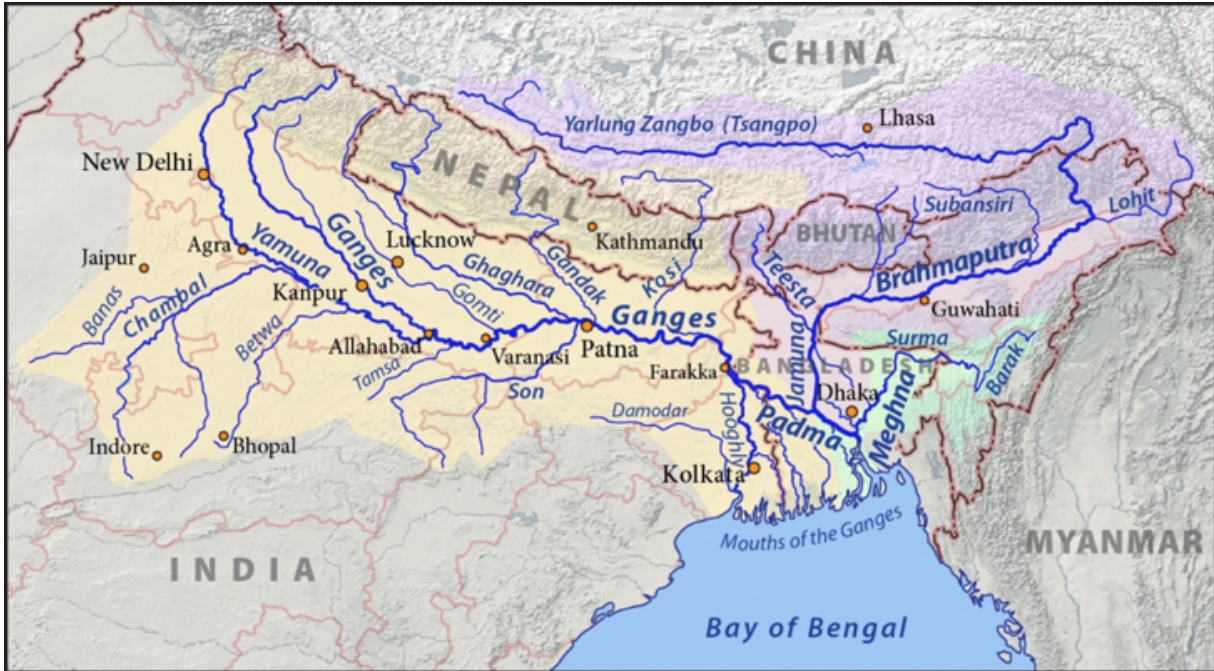 CHINA
Yarlung Zangbo (Tsangpo)
Lhasa
New Delhi
NEPAL
Subansiri
Lohit
BHUTAN
Ganges
Lucknow
Kathmandu
Agra
Yamuna
Ghaghara
Gandak
Kosi
Teesta
Brahmaputra
Jaipur
Kanpur
Gomti
Guwahati
Banas
Chambal
Betwa
Allahabad
Varanasi
Patna
Ganges
Surma
Tamsa
Son
Farakka
BANGLADESH
Jamuna
Barak
Dhaka
Meghna
Damodar
Hooghly
Padma
Indore
Bhopal
Kolkata
Mouths of the Ganges
INDIA
MYANMAR
Bay of Bengal